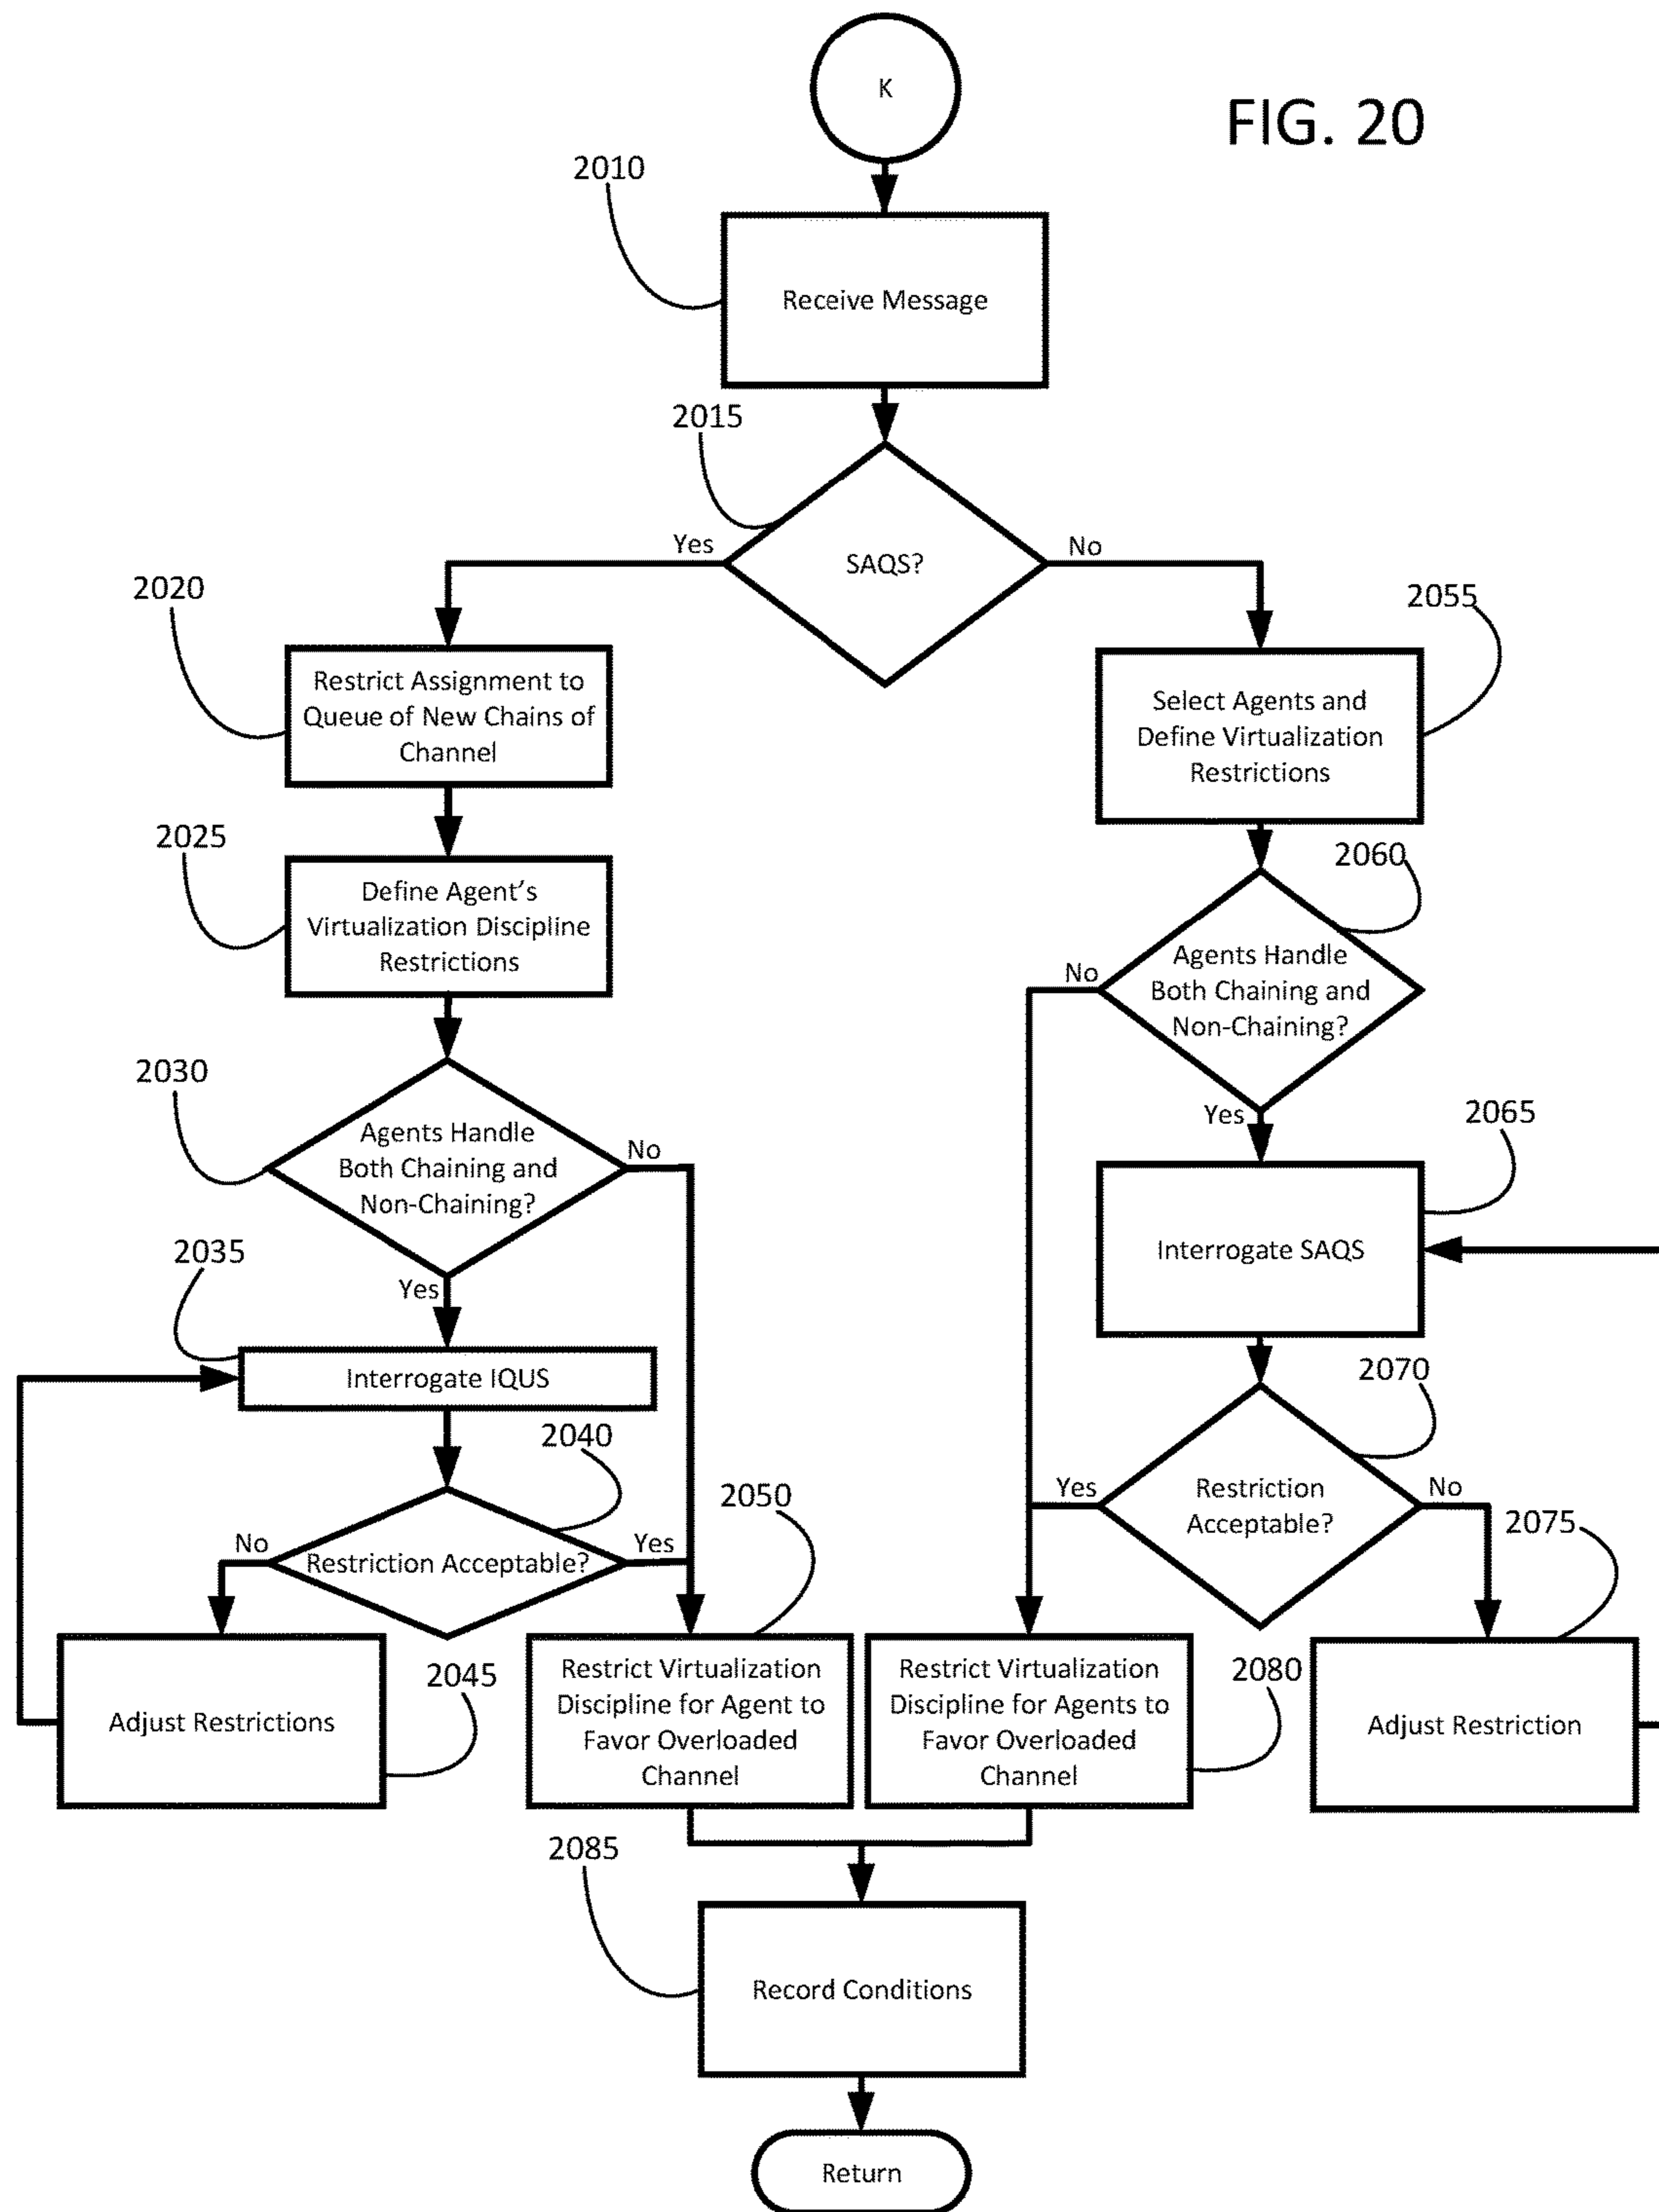 K
FIG. 20
2010
Receive Message
2015
Yes
SAQS?
No
2020
Restrict Assignment to
Queue of New Chains of
Channel
2055
Select Agents and
Define Virtualization
Restrictions
2025
Define Agent's
Virtualization Discipline
Restrictions
2060
No
Agents Handle
Both Chaining and
Non-Chaining?
Yes
2030
Agents Handle
Both Chaining and
Non-Chaining?
No
Yes
2065
Interrogate SAQS
2035
Interrogate IQUS
2070
Yes
Restriction
Acceptable?
No
2040
No
Restriction Acceptable?
Yes
2050
2075
2045
Adjust Restrictions
Restrict Virtualization
Discipline for Agent to
Favor Overloaded
Channel
Restrict Virtualization
Discipline for Agents to
Favor Overloaded
Channel
2080
Adjust Restriction
2085
Record Conditions
Return